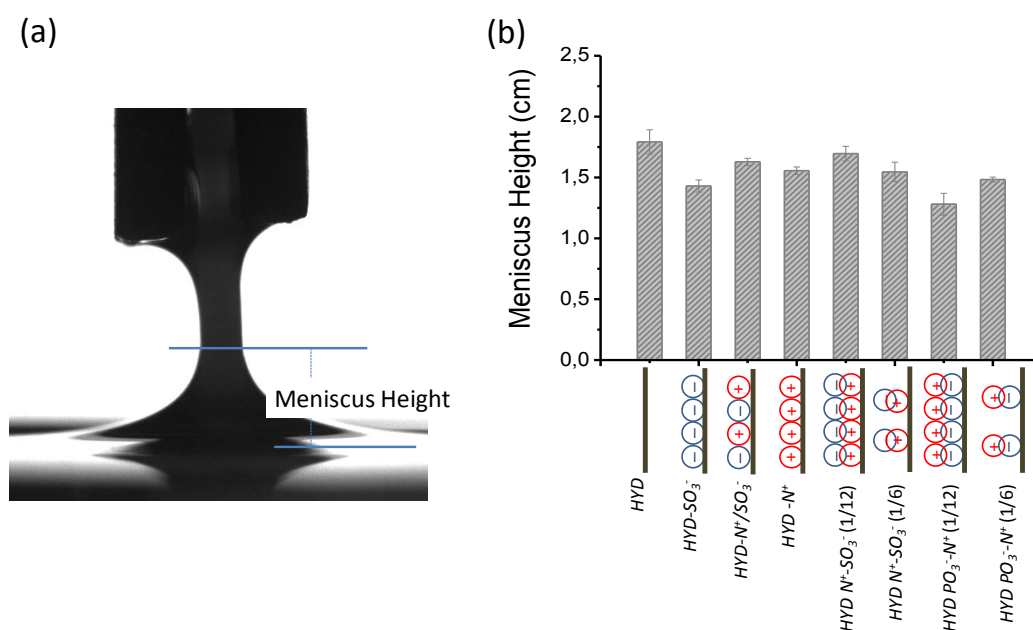 (a)
Meniscus Height
(b)
Meniscus Height (cm)
2,5
2,0
1,5
1,0
0,5
0,0
− + + − + + + − + −
− − + − + + −
− + + − + + + − + −
− − + − + + −
HYD
HYD-SO₃⁻
HYD-N⁺/SO₃⁻
HYD -N⁺
HYD N⁺-SO₃⁻ (1/12)
HYD N⁺-SO₃⁻ (1/6)
HYD PO₃⁻-N⁺ (1/12)
HYD PO₃⁻-N⁺ (1/6)